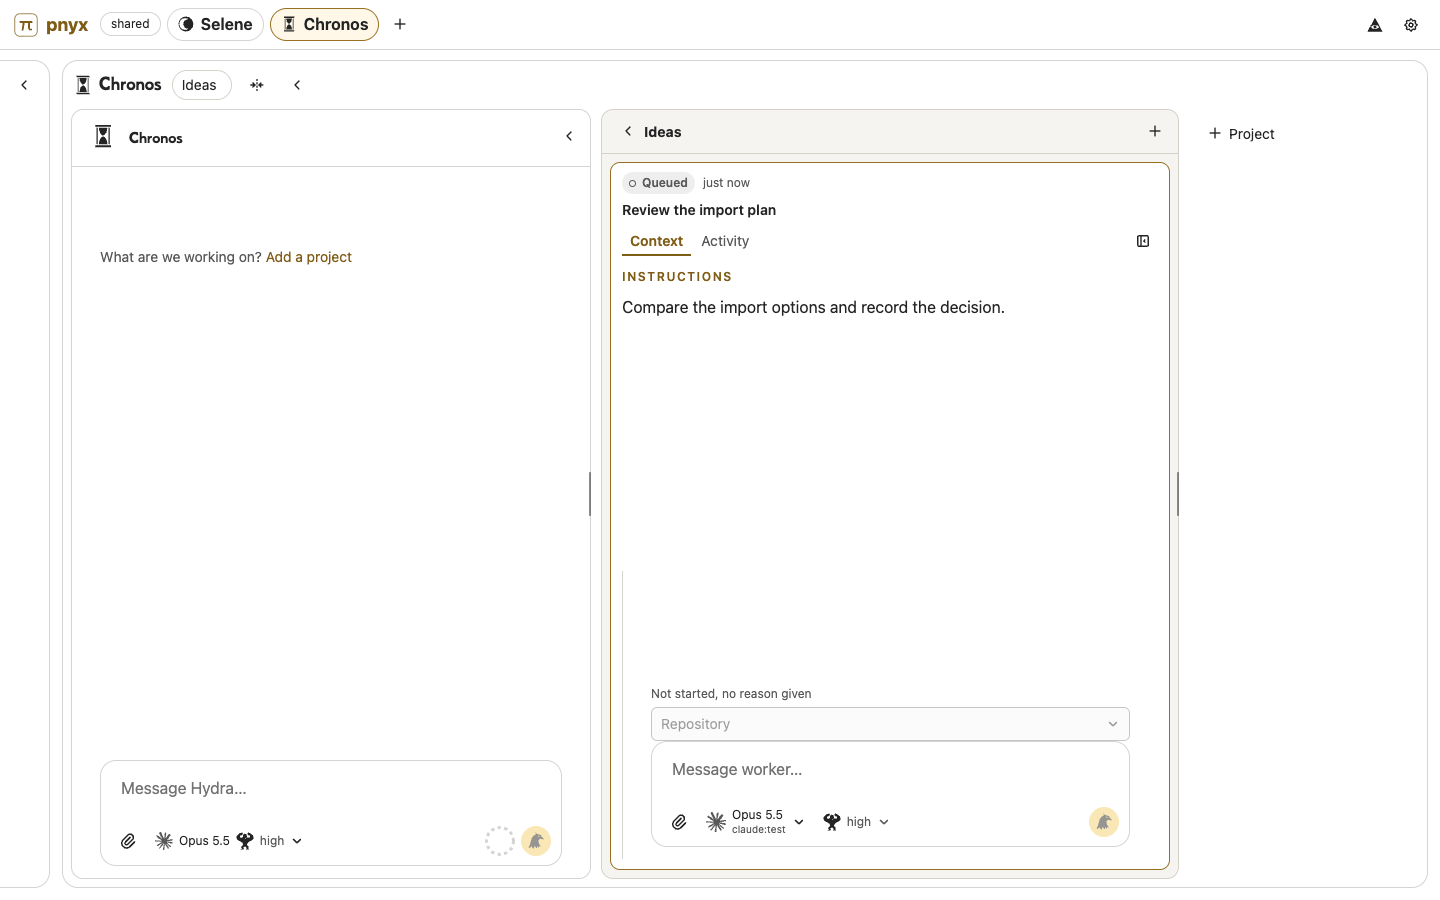 π pnyx shared Selene Chronos
Chronos Ideas
Chronos
What are we working on? Add a project
Message Hydra...
Opus 5.5 high
Ideas
Queued just now
Review the import plan
Context Activity
INSTRUCTIONS
Compare the import options and record the decision.
Not started, no reason given
Repository
Message worker...
Opus 5.5
claude:test
high
Project